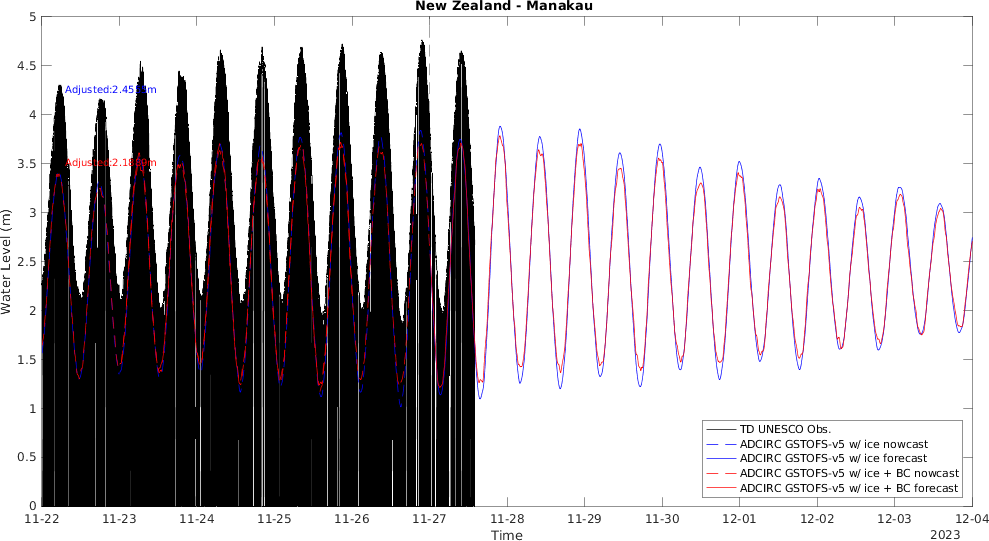 New Zealand - Manakau
5
4.5
4
3.5
3
2.5
2
1.5
1
0.5
0
Water Level (m)
Adjusted:2.4
m
Adjusted:2.18
m
TD UNESCO Obs.
ADCIRC GSTOFS-v5 w/ ice nowcast
ADCIRC GSTOFS-v5 w/ ice forecast
ADCIRC GSTOFS-v5 w/ ice + BC nowcast
ADCIRC GSTOFS-v5 w/ ice + BC forecast
11-22 11-23 11-24 11-25 11-26 11-27 11-28 11-29 11-30 12-01 12-02 12-03 12-04
Time
2023